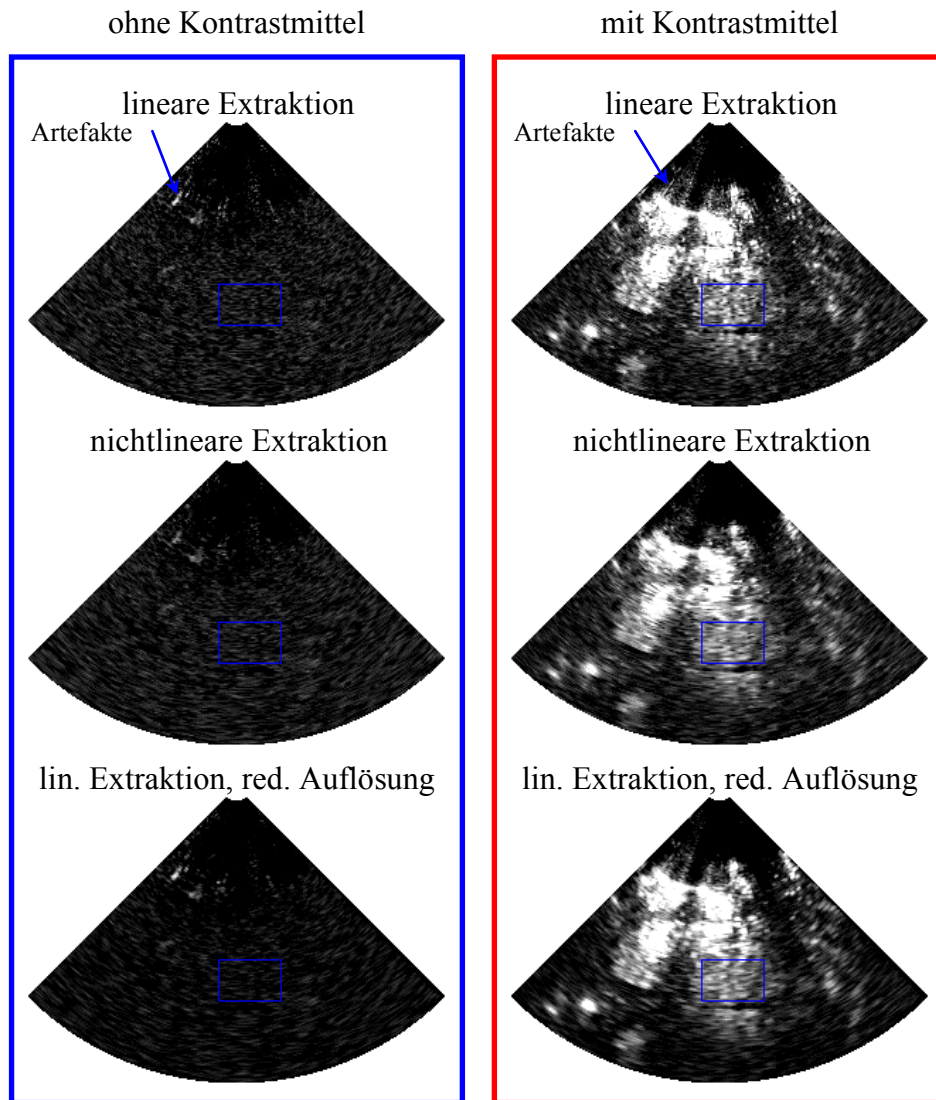 ohne Kontrastmittel
mit Kontrastmittel
lineare Extraktion
Artefakte
lineare Extraktion
Artefakte
nichtlineare Extraktion
nichtlineare Extraktion
lin. Extraktion, red. Auflösung
lin. Extraktion, red. Auflösung